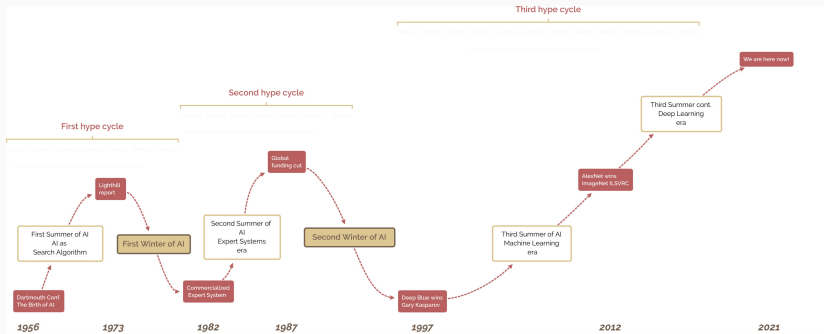 Third hype cycle
We are here now!
Second hype cycle
Third Summer cont.
Deep Learning
era
First hype cycle
Global
funding cut
AlexNet wins
ImageNet ILSVRC
Lighthill
report
Second Summer of
AI
Expert Systems
era
First Summer of AI
AI as
Search Algorithm
First Winter of AI
Second Winter of AI
Third Summer of AI
Machine Learning
era
Commercialized
Expert System
Dartmouth Conf.
The Birth of AI
Deep Blue wins
Gary Kasparov
1956
1973
1982
1987
1997
2012
2021